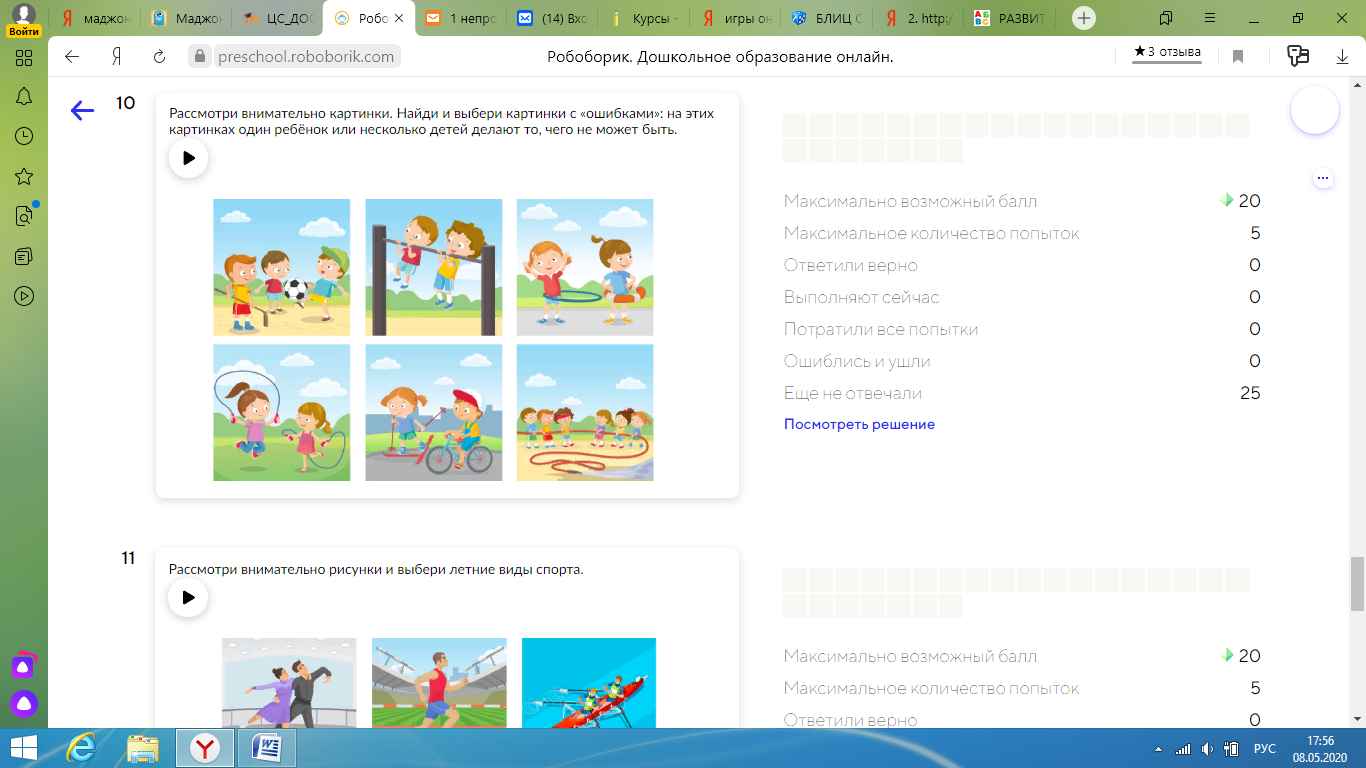 Войти
маджон
Маджон
ЦС_ДОС
Робо
1 непро
(14) Вхо
Курсы -
игры он
БЛИЦ С
2. http:/
РАЗВИТ
preschool.roboborik.com
Робоборик. Дошкольное образование онлайн.
★3 отзыва
10
Рассмотри внимательно картинки. Найди и выбери картинки с «ошибками»: на этих
картинках один ребёнок или несколько детей делают то, чего не может быть.
Максимально возможный балл 20
Максимальное количество попыток 5
Ответили верно 0
Выполняют сейчас 0
Потратили все попытки 0
Ошиблись и ушли 0
Еще не отвечали 25
Посмотреть решение
11
Рассмотри внимательно рисунки и выбери летние виды спорта.
Максимально возможный балл 20
Максимальное количество попыток 5
Ответили верно 0
РУС
17:56
08.05.2020